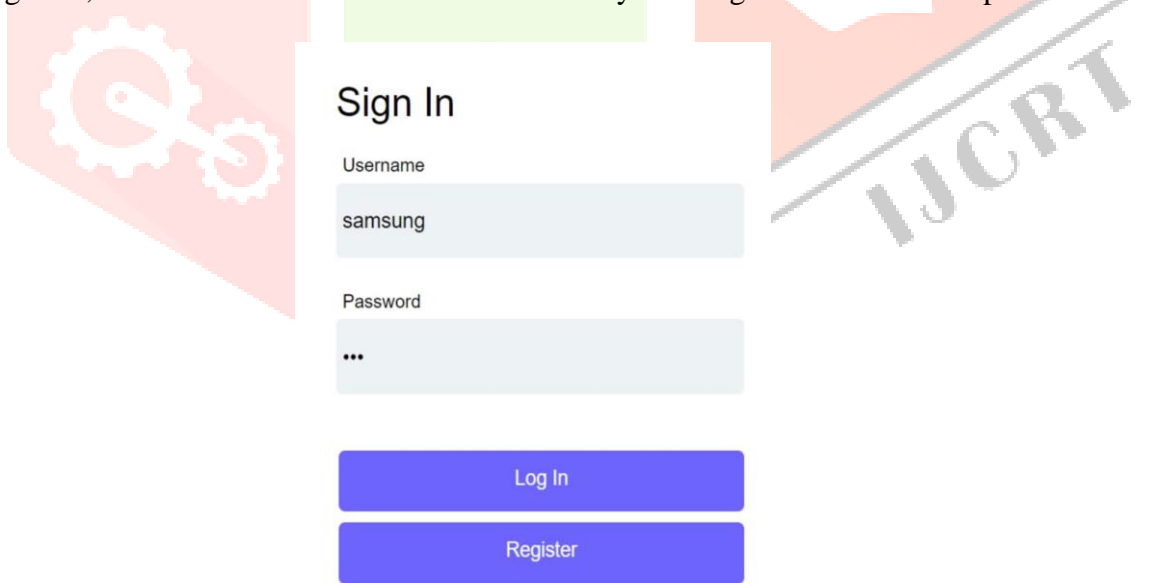 Sign In
Username
samsung
Password
•••
Log In
Register
IJCRT